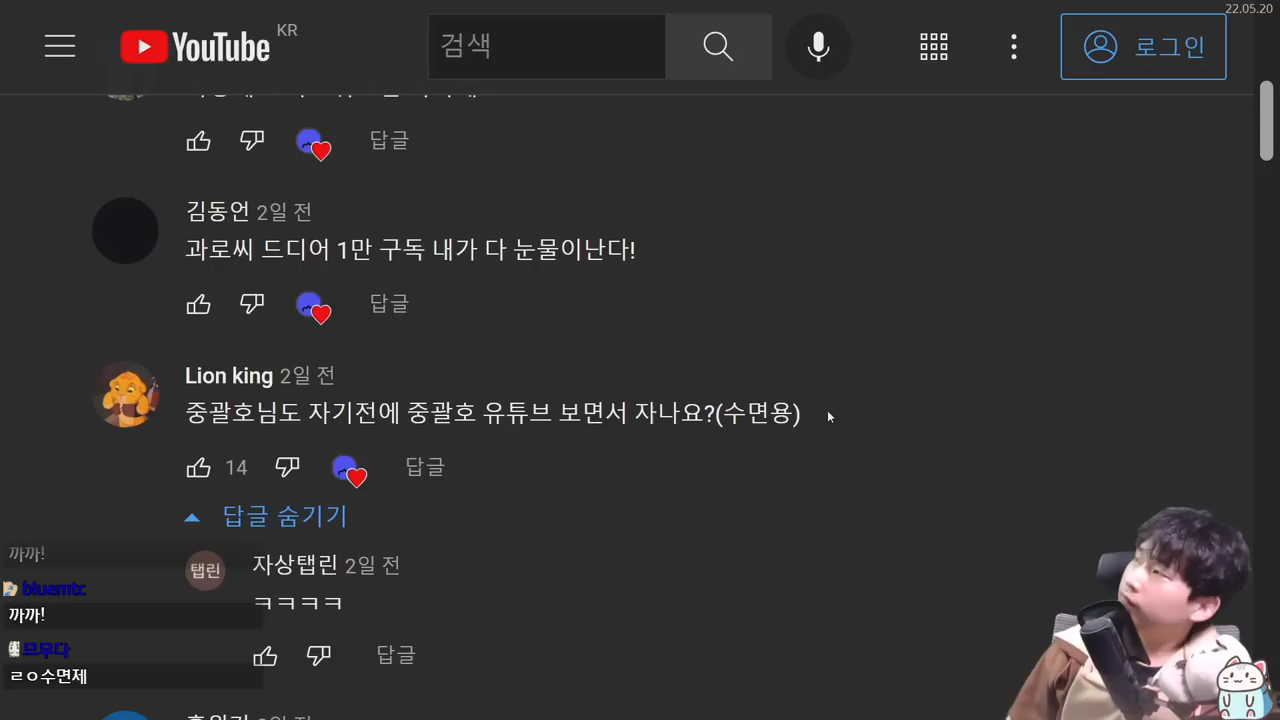 22.05.20
YouTube KR
검색
로그인
답글
김동언 2일 전
과로씨 드디어 1만 구독 내가 다 눈물이난다!
답글
Lion king 2일 전
중괄호님도 자기전에 중괄호 유튜브 보면서 자나요?(수면용)
14 답글
답글 숨기기
탭린 자상탭린 2일 전
ㅋㅋㅋㅋ
답글
까까!
bluemtc
까까!
므무다
ㄹㅇ수면제